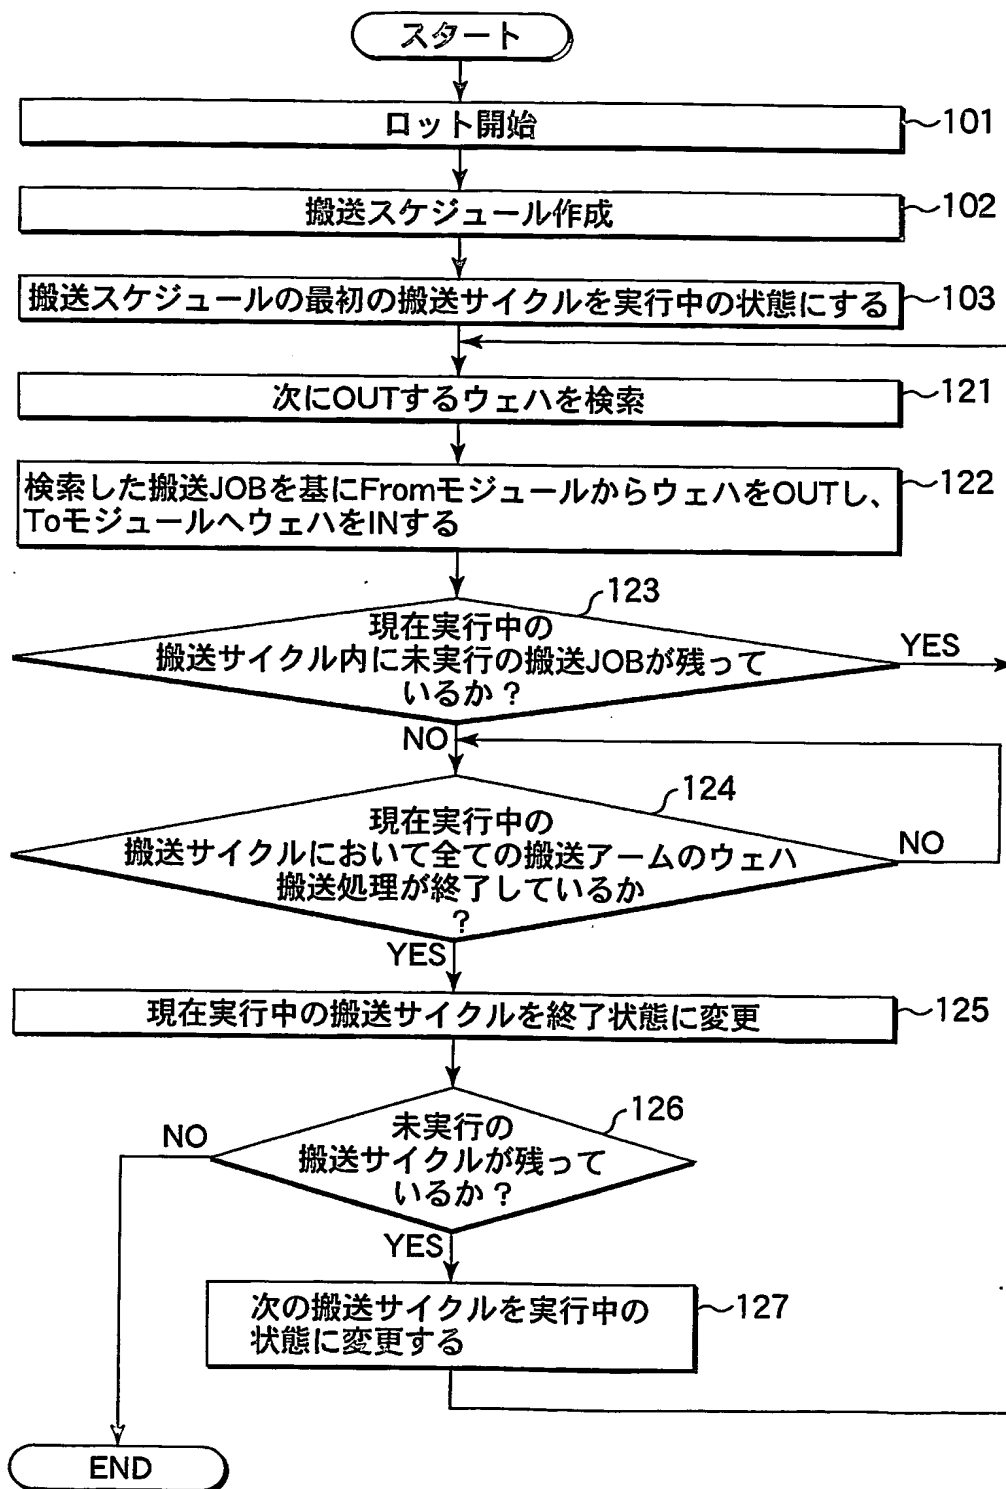 スタート
ロット開始
101
搬送スケジュール作成
102
搬送スケジュールの最初の搬送サイクルを実行中の状態にする
103
次にOUTするウェハを検索
121
検索した搬送JOBを基にFromモジュールからウェハをOUTし、
ToモジュールへウェハをINする
122
123
現在実行中の
搬送サイクル内に未実行の搬送JOBが残って
いるか？
YES
NO
124
現在実行中の
搬送サイクルにおいて全ての搬送アームのウェハ
搬送処理が終了しているか
？
NO
YES
現在実行中の搬送サイクルを終了状態に変更
125
126
未実行の
搬送サイクルが残って
いるか？
NO
YES
次の搬送サイクルを実行中の
状態に変更する
127
END